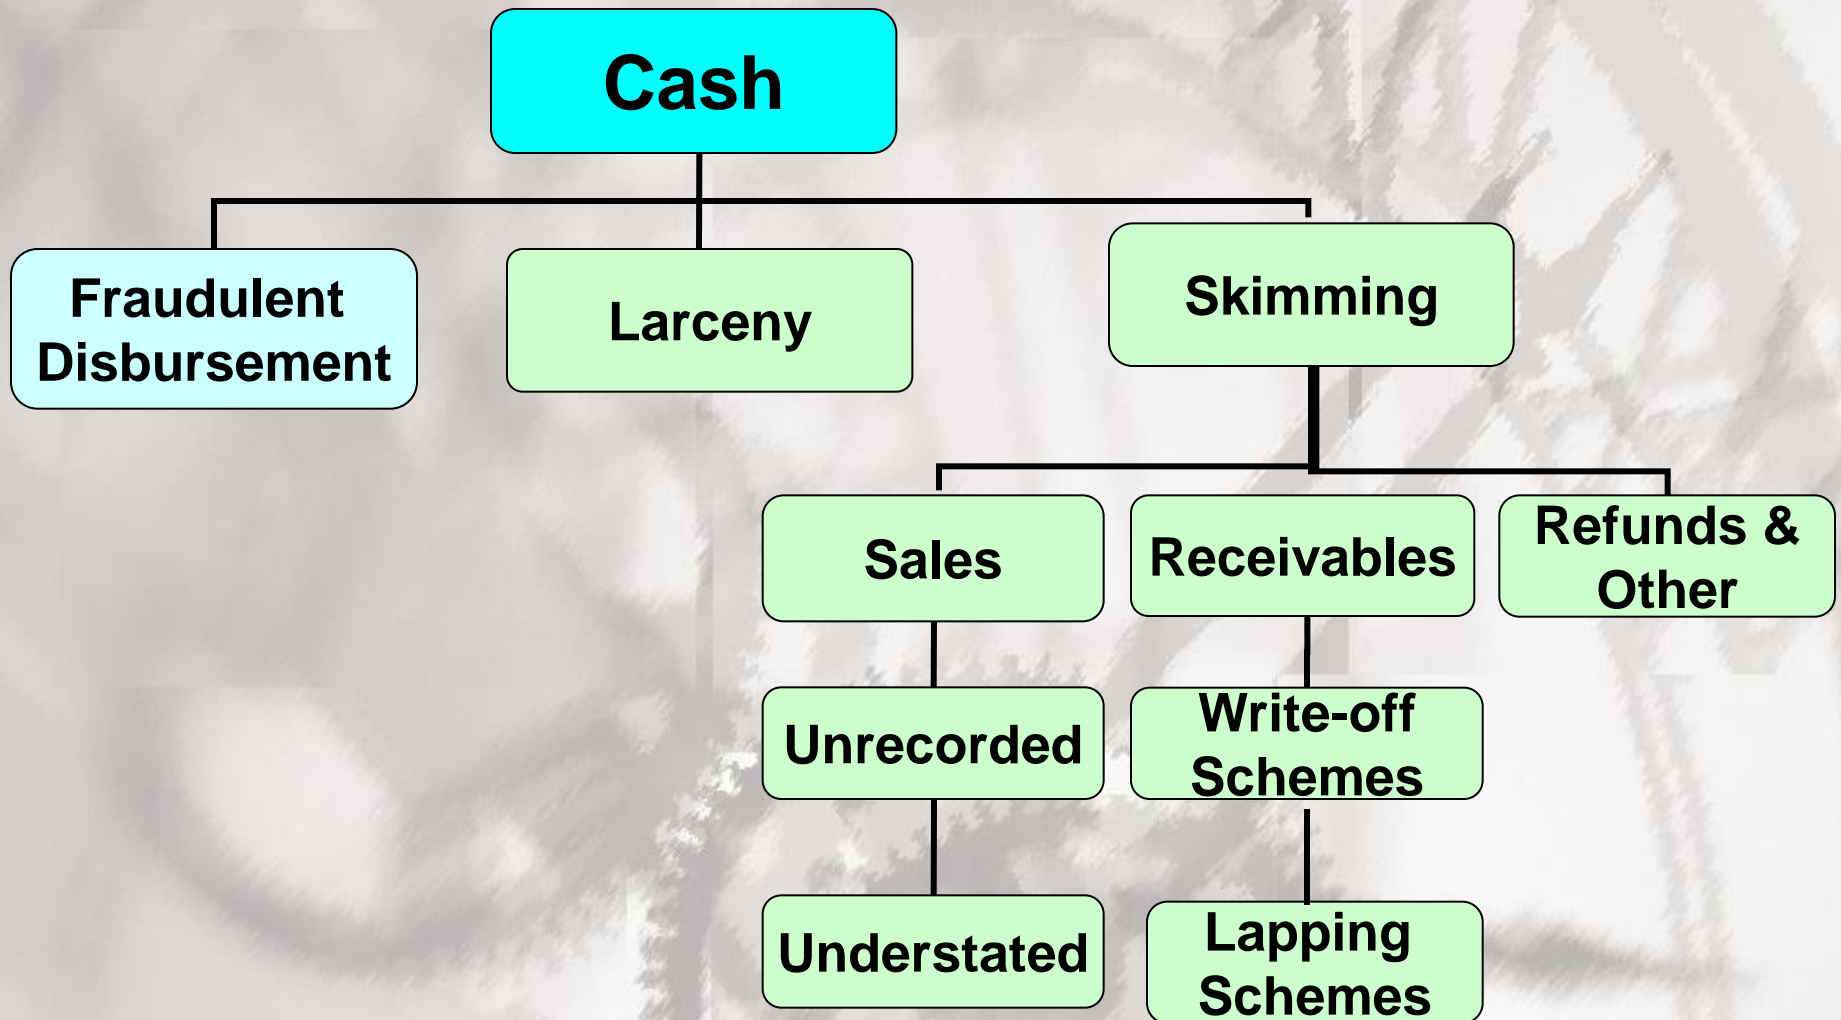 Cash
Fraudulent
Disbursement
Larceny
Skimming
Sales
Receivables
Refunds &
Other
Unrecorded
Write-off
Schemes
Understated
Lapping
Schemes